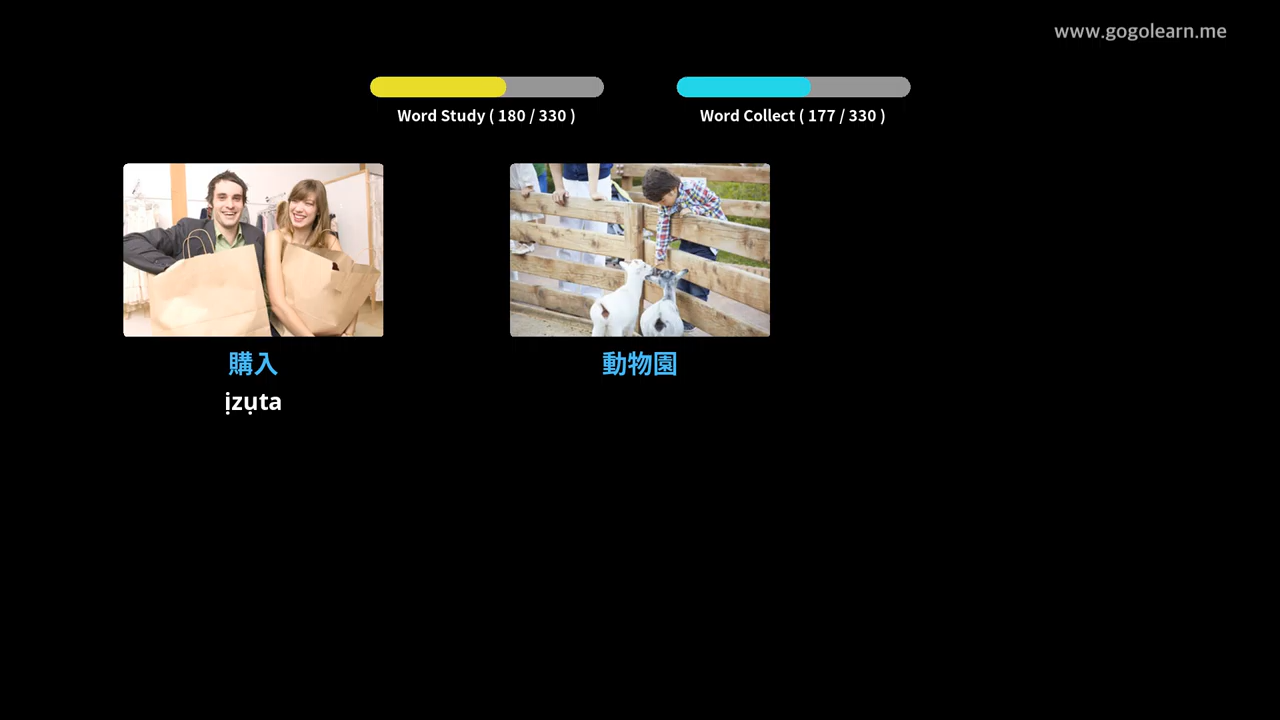 www.gogolearn.me
Word Study ( 180 / 330 )
Word Collect ( 177 / 330 )
購入
ịzụta
動物園